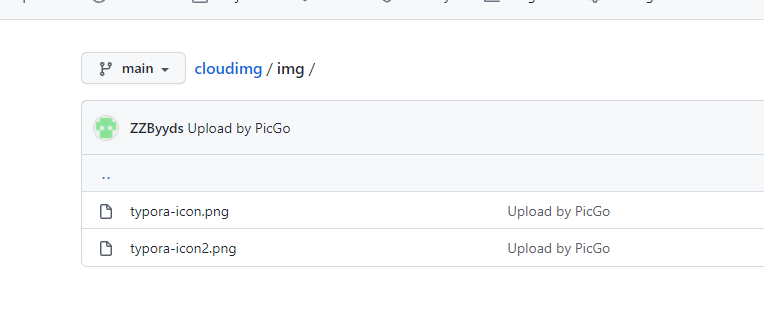 main
cloudimg / img /
ZZByyds Upload by PicGo
..
typora-icon.png Upload by PicGo
typora-icon2.png Upload by PicGo